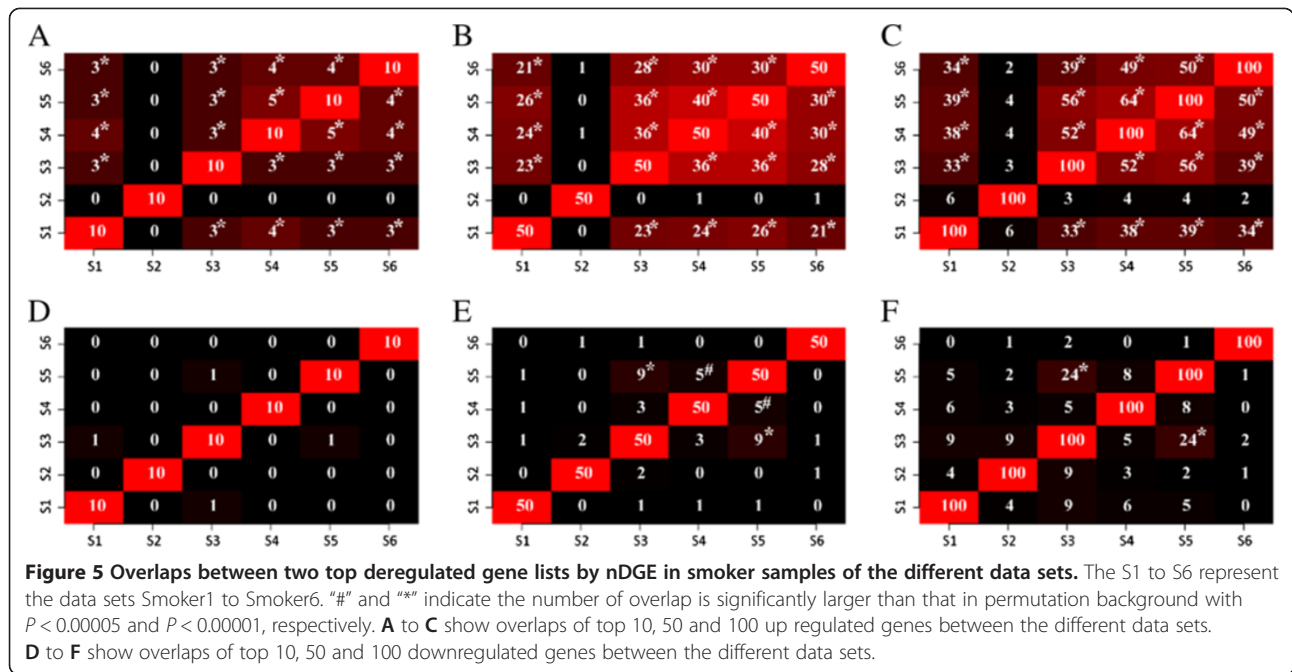 A B C
S6 3* 0 3* 4* 4* 10 S6 21* 1 28* 30* 30* 50 S6 34* 2 39* 49* 50* 100
S5 3* 0 3* 5* 10 4* S5 26* 0 36* 40* 50 30* S5 39* 4 56* 64* 100 50*
S4 4* 0 3* 10 5* 4* S4 24* 1 36* 50 40* 30* S4 38* 4 52* 100 64* 49*
S3 3* 0 10 3* 3* 3* S3 23* 0 50 36* 36* 28* S3 33* 3 100 52* 56* 39*
S2 0 10 0 0 0 0 S2 0 50 0 1 0 1 S2 6 100 3 4 4 2
S1 10 0 3* 4* 3* 3* S1 50 0 23* 24* 26* 21* S1 100 6 33* 38* 39* 34*
S1 S2 S3 S4 S5 S6 S1 S2 S3 S4 S5 S6 S1 S2 S3 S4 S5 S6
D E F
S6 0 0 0 0 0 10 S6 0 1 1 0 0 50 S6 0 1 2 0 1 100
S5 0 0 1 0 10 0 S5 1 0 9* 5# 50 0 S5 5 2 24* 8 100 1
S4 0 0 0 10 0 0 S4 1 0 3 50 5# 0 S4 6 3 5 100 8 0
S3 1 0 10 0 1 0 S3 1 2 50 3 9* 1 S3 9 9 100 5 24* 2
S2 0 10 0 0 0 0 S2 0 50 2 0 0 1 S2 4 100 9 3 2 1
S1 10 0 1 0 0 0 S1 50 0 1 1 1 0 S1 100 4 9 6 5 0
S1 S2 S3 S4 S5 S6 S1 S2 S3 S4 S5 S6 S1 S2 S3 S4 S5 S6
Figure 5 Overlaps between two top deregulated gene lists by nDGE in smoker samples of the different data sets. The S1 to S6 represent
the data sets Smoker1 to Smoker6. "#" and "*" indicate the number of overlap is significantly larger than that in permutation background with
P < 0.00005 and P < 0.00001, respectively. A to C show overlaps of top 10, 50 and 100 up regulated genes between the different data sets.
D to F show overlaps of top 10, 50 and 100 downregulated genes between the different data sets.